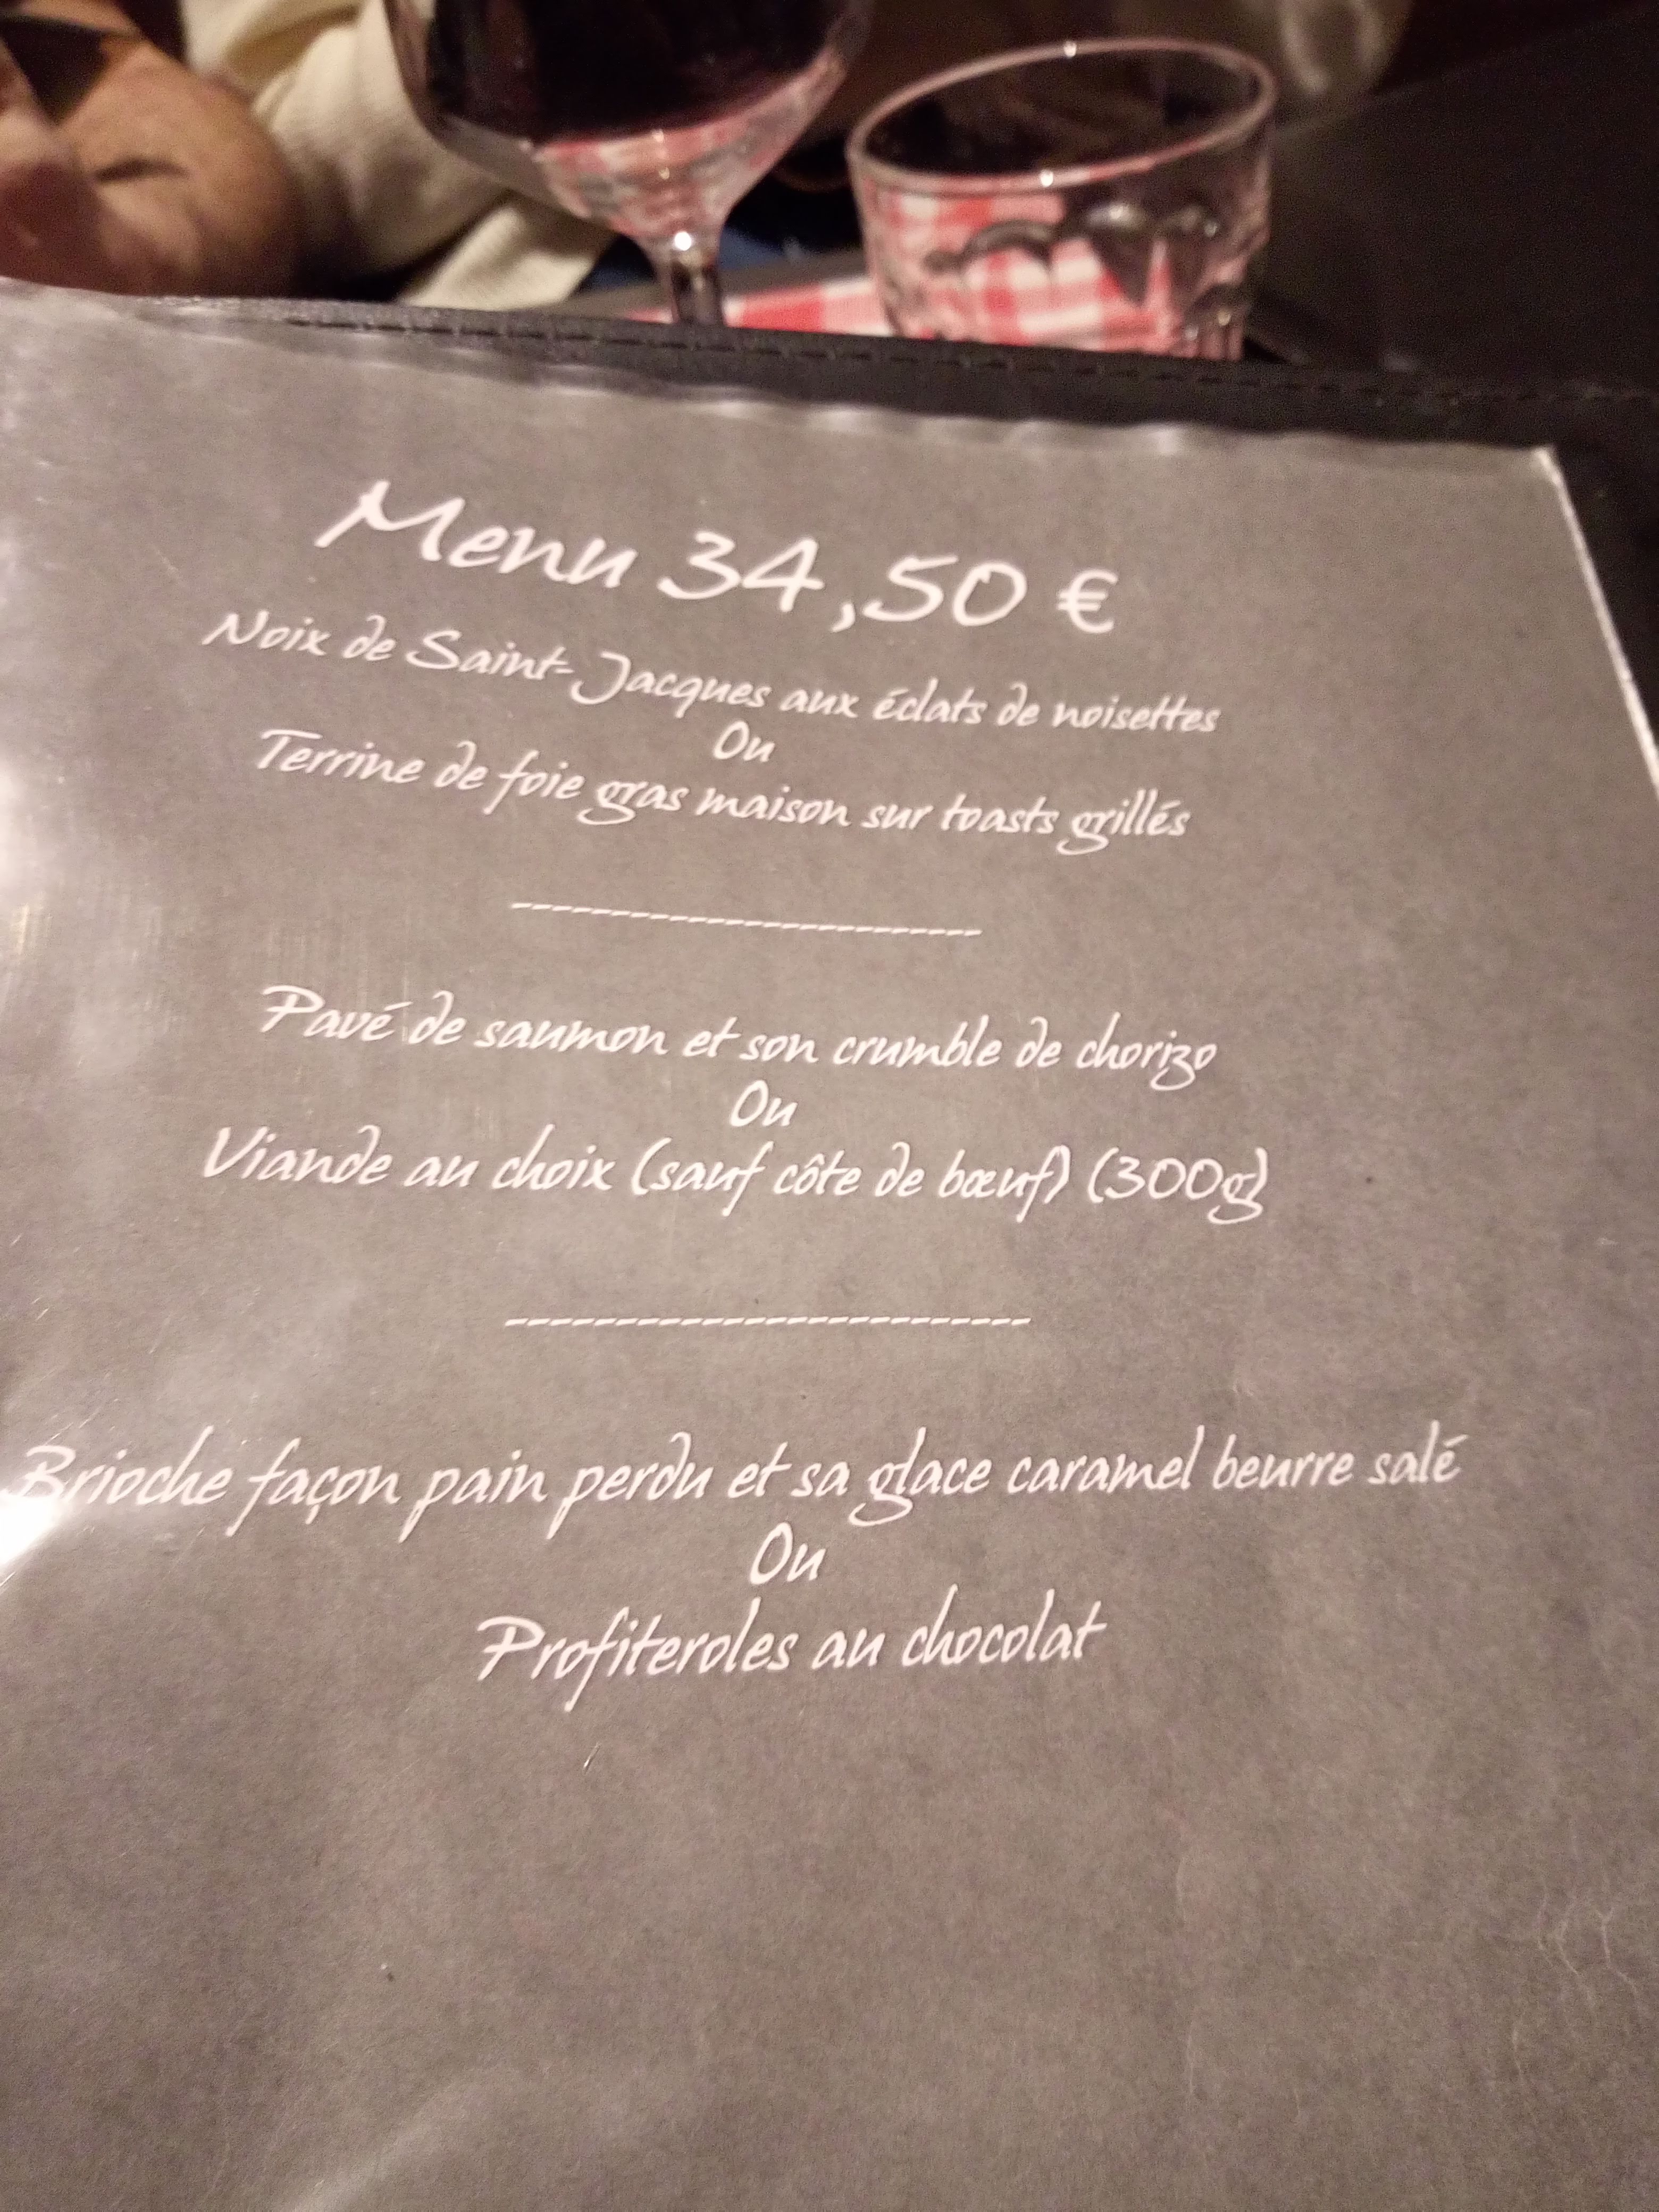 Menu 34,50 €
Noix de Saint-Jacques aux éclats de noisettes
Ou
Terrine de foie gras maison sur toasts grillés
-----------------------
Pavé de saumon et son crumble de chorizo
Ou
Viande au choix (sauf côte de bœuf) (300g)
-------------------------
Brioche façon pain perdu et sa glace caramel beurre salé
Ou
Profiteroles au chocolat